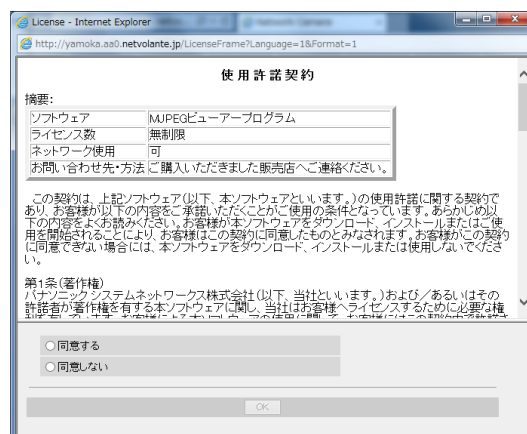 License - Internet Explorer
Network Camera
http://yamoka.aa0.netvolante.jp/LicenseFrame?Language=1&Format=1
使用許諾契約
摘要:
ソフトウェア MJPEGビューアープログラム
ライセンス数 無制限
ネットワーク使用 可
お問い合わせ先・方法 ご購入いただきました販売店へご連絡ください。
この契約は、上記ソフトウェア(以下、本ソフトウェアといいます。)の使用許諾に関する契約で
あり、お客様が以下の内容をご承諾いただくことがご使用の条件となっています。あらかじめ以
下の内容をよくお読みください。お客様が本ソフトウェアをダウンロード、インストールまたはご使
用を開始されることにより、お客様はこの契約に同意したものとみなされます。お客様がこの契約
に同意できない場合には、本ソフトウェアをダウンロード、インストールまたは使用しないでくださ
い。
第1条(著作権)
パナソニック システムネットワークス株式会社(以下、当社といいます。)および/あるいはその
許諾者が著作権を有する本ソフトウェアに関し、当社はお客様へライセンスするために必要な権
同意する
同意しない
OK